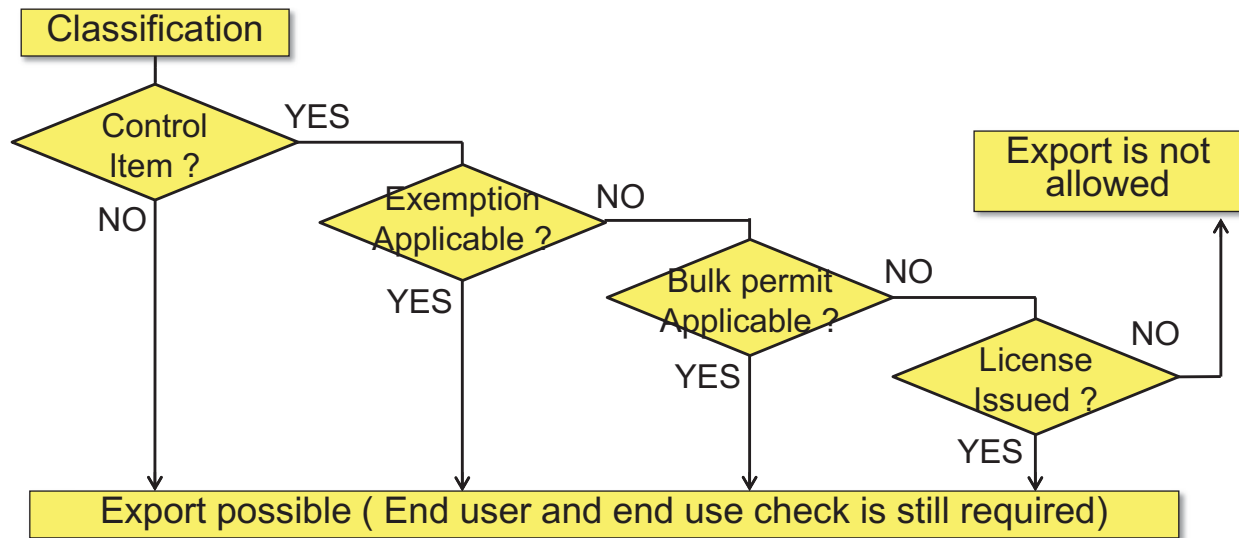 Classification
Control
Item ?
YES
NO
Exemption
Applicable ?
NO
YES
Bulk permit
Applicable ?
NO
YES
License
Issued ?
NO
YES
Export is not
allowed
Export possible ( End user and end use check is still required)